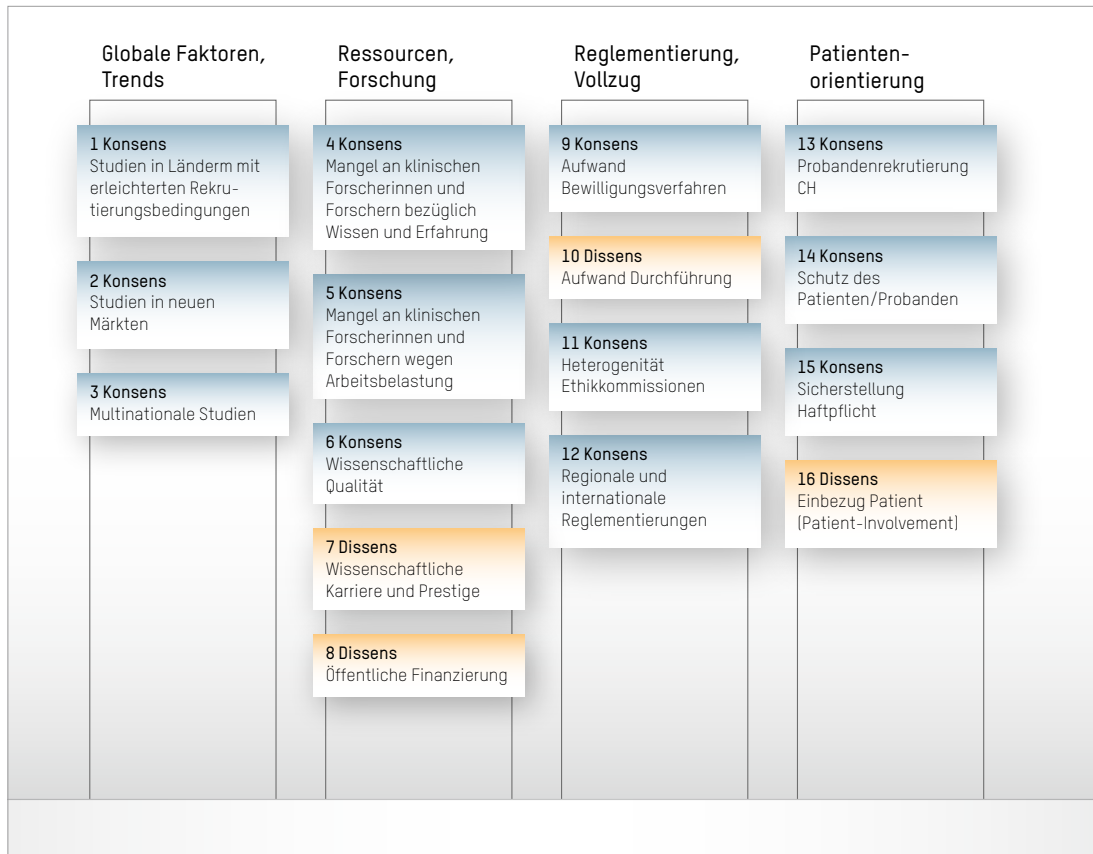 Globale Faktoren,
Trends
1 Konsens
Studien in Länderm mit
erleichterten Rekru-
tierungsbedingungen
2 Konsens
Studien in neuen
Märkten
3 Konsens
Multinationale Studien
Ressourcen,
Forschung
4 Konsens
Mangel an klinischen
Forscherinnen und
Forschern bezüglich
Wissen und Erfahrung
5 Konsens
Mangel an klinischen
Forscherinnen und
Forschern wegen
Arbeitsbelastung
6 Konsens
Wissenschaftliche
Qualität
7 Dissens
Wissenschaftliche
Karriere und Prestige
8 Dissens
Öffentliche Finanzierung
Reglementierung,
Vollzug
9 Konsens
Aufwand
Bewilligungsverfahren
10 Dissens
Aufwand Durchführung
11 Konsens
Heterogenität
Ethikkommissionen
12 Konsens
Regionale und
internationale
Reglementierungen
Patienten-
orientierung
13 Konsens
Probandenrekrutierung
CH
14 Konsens
Schutz des
Patienten/Probanden
15 Konsens
Sicherstellung
Haftpflicht
16 Dissens
Einbezug Patient
(Patient-Involvement)